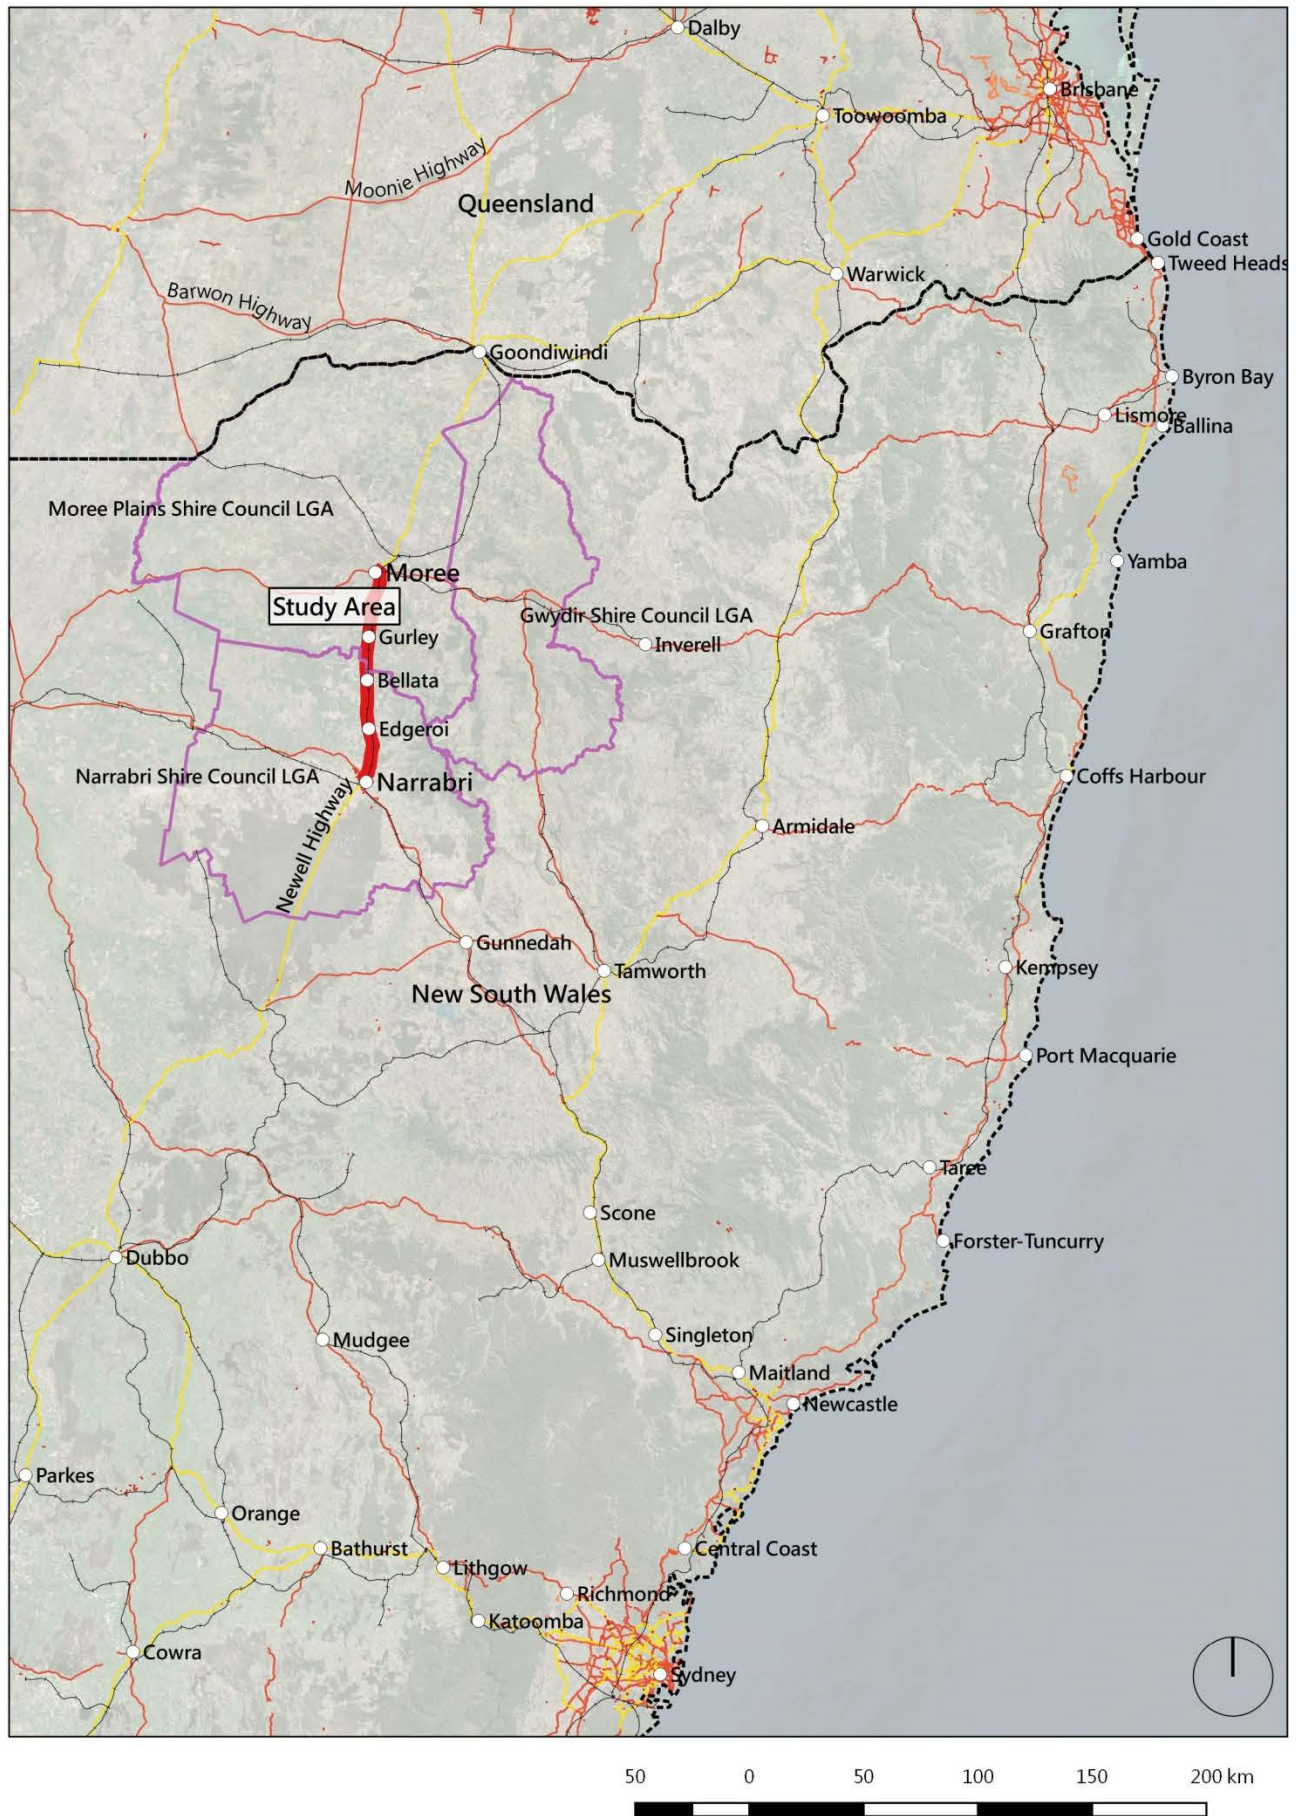 Dalby
Brisbane
Toowoomba
Moonie Highway
Queensland
Gold Coast
Tweed Heads
Warwick
Barwon Highway
Goondiwindi
Byron Bay
Lismore
Ballina
Moree Plains Shire Council LGA
Yamba
Moree
Study Area
Gwydir Shire Council LGA
Grafton
Gurley
Inverell
Bellata
Edgeroi
Narrabri Shire Council LGA
Narrabri
Coffs Harbour
Newell Highway
Armidale
Gunnedah
Tamworth
Kempsey
New South Wales
Port Macquarie
Taree
Scone
Forster-Tuncurry
Dubbo
Muswellbrook
Singleton
Mudgee
Maitland
Newcastle
Parkes
Orange
Bathurst
Central Coast
Lithgow
Richmond
Katoomba
Cowra
Sydney
50 0 50 100 150 200 km